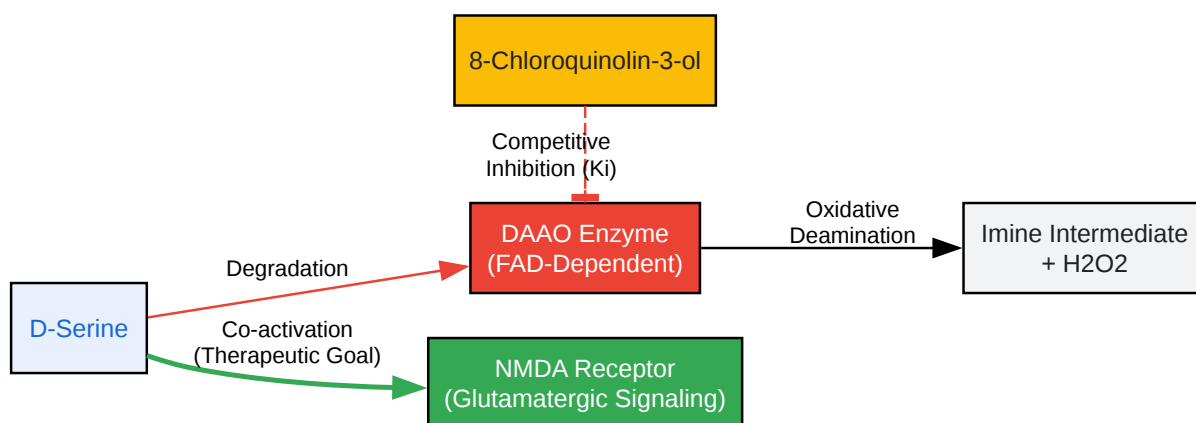 8-Chloroquinolin-3-ol
Competitive
Inhibition (Ki)
DAAO Enzyme
(FAD-Dependent)
Oxidative
Deamination
Imine Intermediate
+ H2O2
Degradation
D-Serine
Co-activation
(Therapeutic Goal)
NMDA Receptor
(Glutamatergic Signaling)